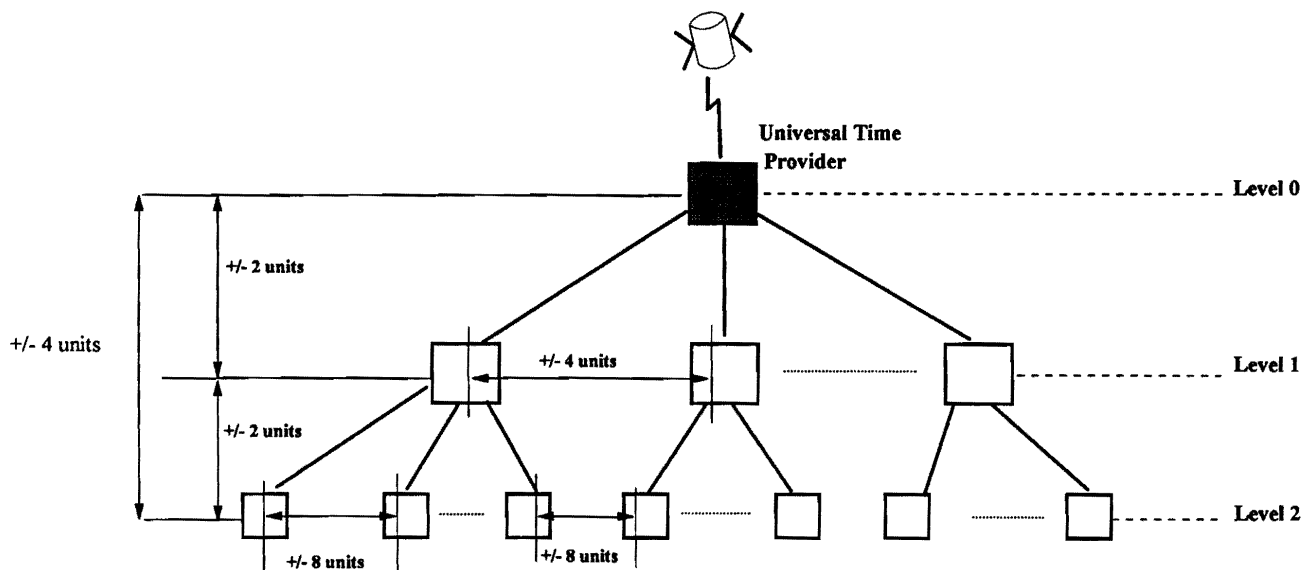 Universal Time
Provider
Level 0
+/- 2 units
+/- 4 units
+/- 4 units
Level 1
+/- 2 units
Level 2
+/- 8 units
+/- 8 units